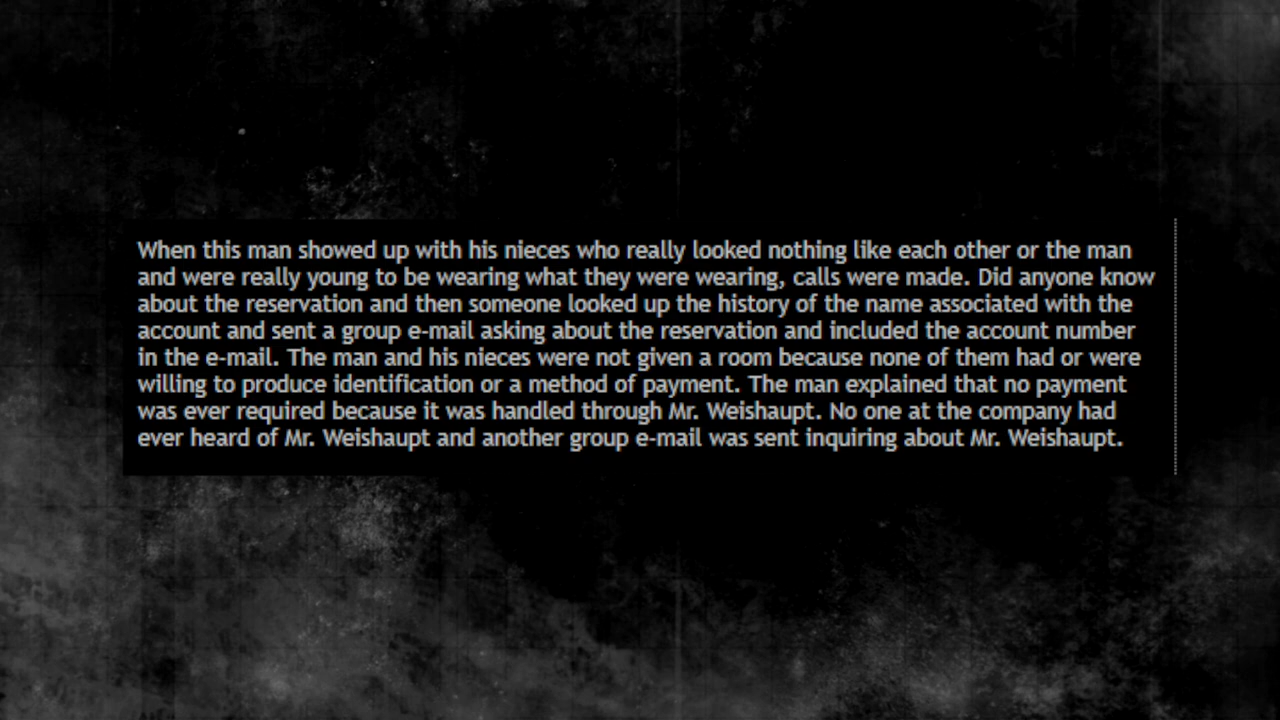 When this man showed up with his nieces who really looked nothing like each other or the man
and were really young to be wearing what they were wearing, calls were made. Did anyone know
about the reservation and then someone looked up the history of the name associated with the
account and sent a group e-mail asking about the reservation and included the account number
in the e-mail. The man and his nieces were not given a room because none of them had or were
willing to produce identification or a method of payment. The man explained that no payment
was ever required because it was handled through Mr. Weishaupt. No one at the company had
ever heard of Mr. Weishaupt and another group e-mail was sent inquiring about Mr. Weishaupt.